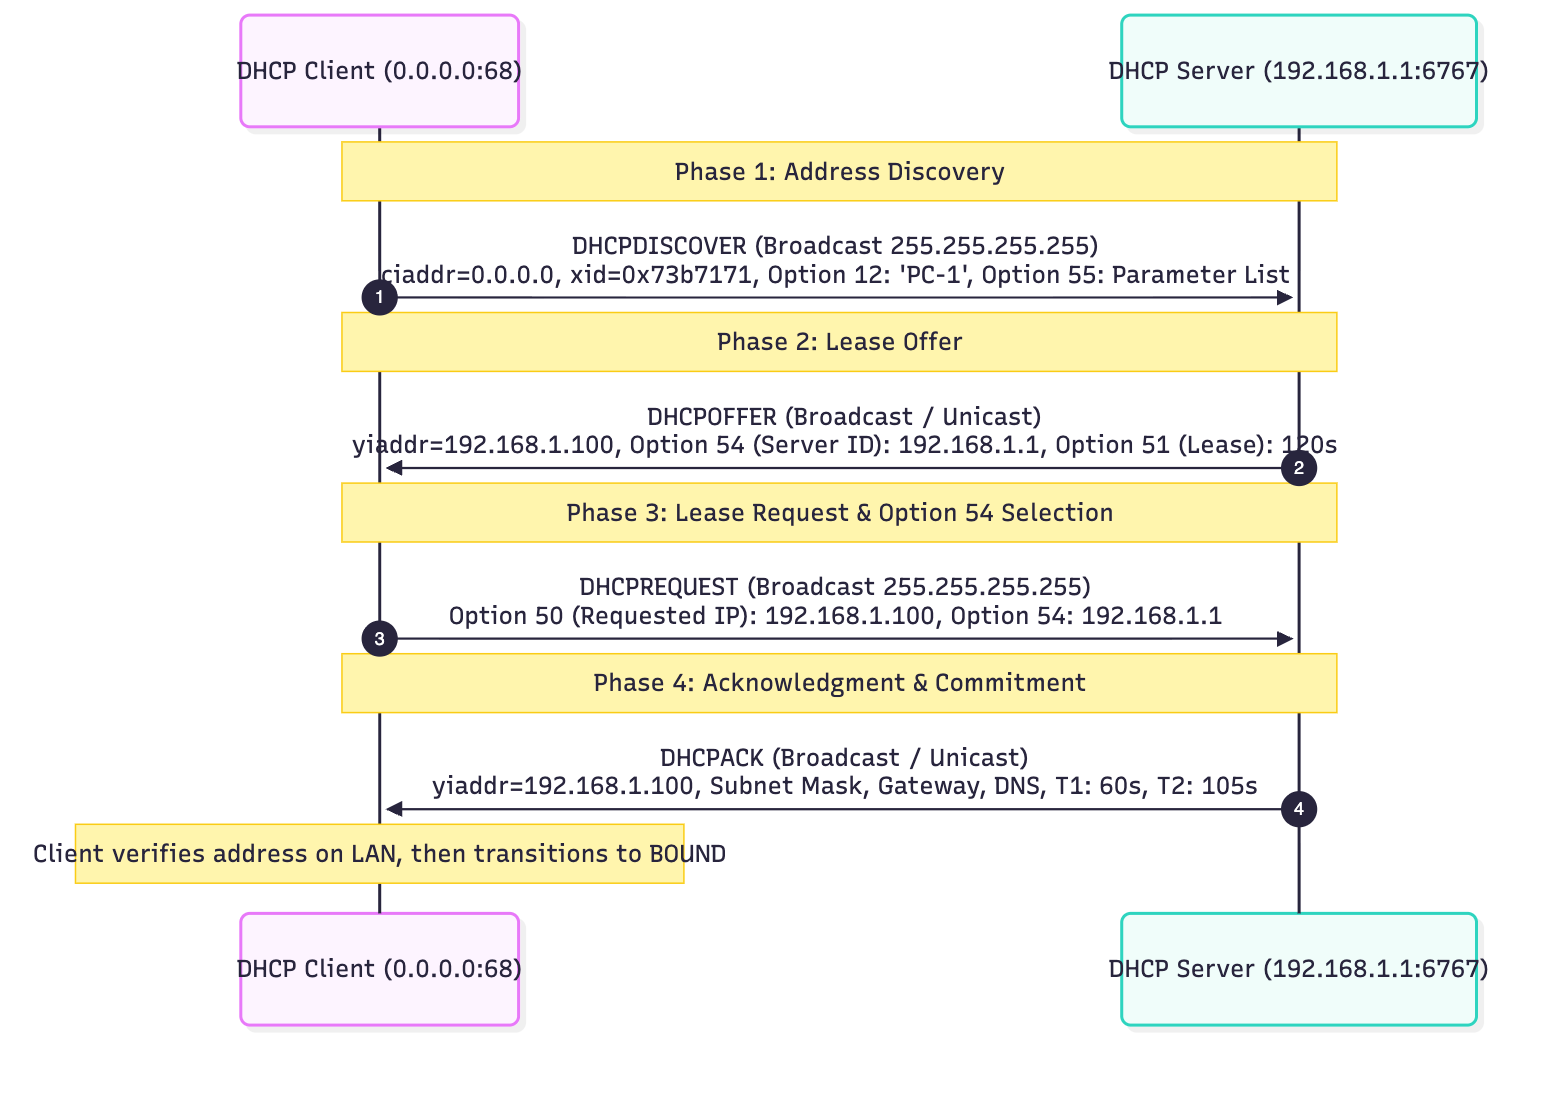 DHCP Client (0.0.0.0:68)
DHCP Server (192.168.1.1:6767)
Phase 1: Address Discovery
DHCPDISCOVER (Broadcast 255.255.255.255)
ciaddr=0.0.0.0, xid=0x73b7171, Option 12: 'PC-1', Option 55: Parameter List
1
Phase 2: Lease Offer
DHCPOFFER (Broadcast / Unicast)
yiaddr=192.168.1.100, Option 54 (Server ID): 192.168.1.1, Option 51 (Lease): 120s
2
Phase 3: Lease Request & Option 54 Selection
DHCPREQUEST (Broadcast 255.255.255.255)
Option 50 (Requested IP): 192.168.1.100, Option 54: 192.168.1.1
3
Phase 4: Acknowledgment & Commitment
DHCPACK (Broadcast / Unicast)
yiaddr=192.168.1.100, Subnet Mask, Gateway, DNS, T1: 60s, T2: 105s
4
Client verifies address on LAN, then transitions to BOUND
DHCP Client (0.0.0.0:68)
DHCP Server (192.168.1.1:6767)